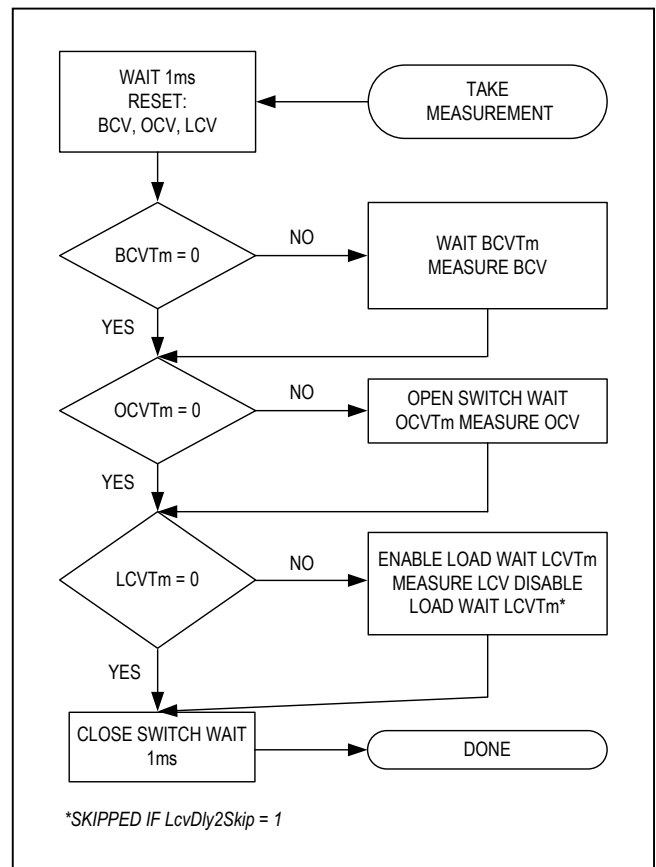 WAIT 1ms
RESET:
BCV, OCV, LCV
TAKE
MEASUREMENT
BCVTm = 0
NO
WAIT BCVTm
MEASURE BCV
YES
OCVTm = 0
NO
OPEN SWITCH WAIT
OCVTm MEASURE OCV
YES
LCVTm = 0
NO
ENABLE LOAD WAIT LCVTm
MEASURE LCV DISABLE
LOAD WAIT LCVTm*
YES
CLOSE SWITCH WAIT
1ms
DONE
*SKIPPED IF LcvDly2Skip = 1